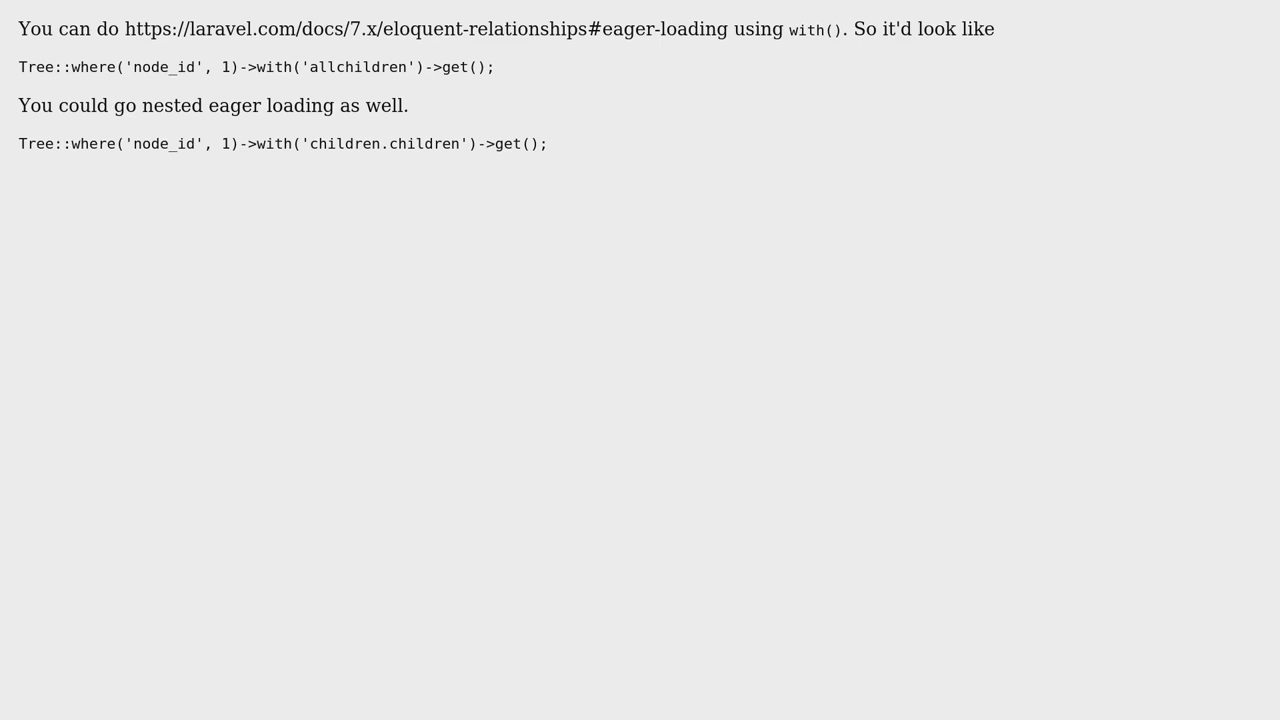 You can do https://laravel.com/docs/7.x/eloquent-relationships#eager-loading using with(). So it'd look like
Tree::where('node_id', 1)->with('allchildren')->get();
You could go nested eager loading as well.
Tree::where('node_id', 1)->with('children.children')->get();